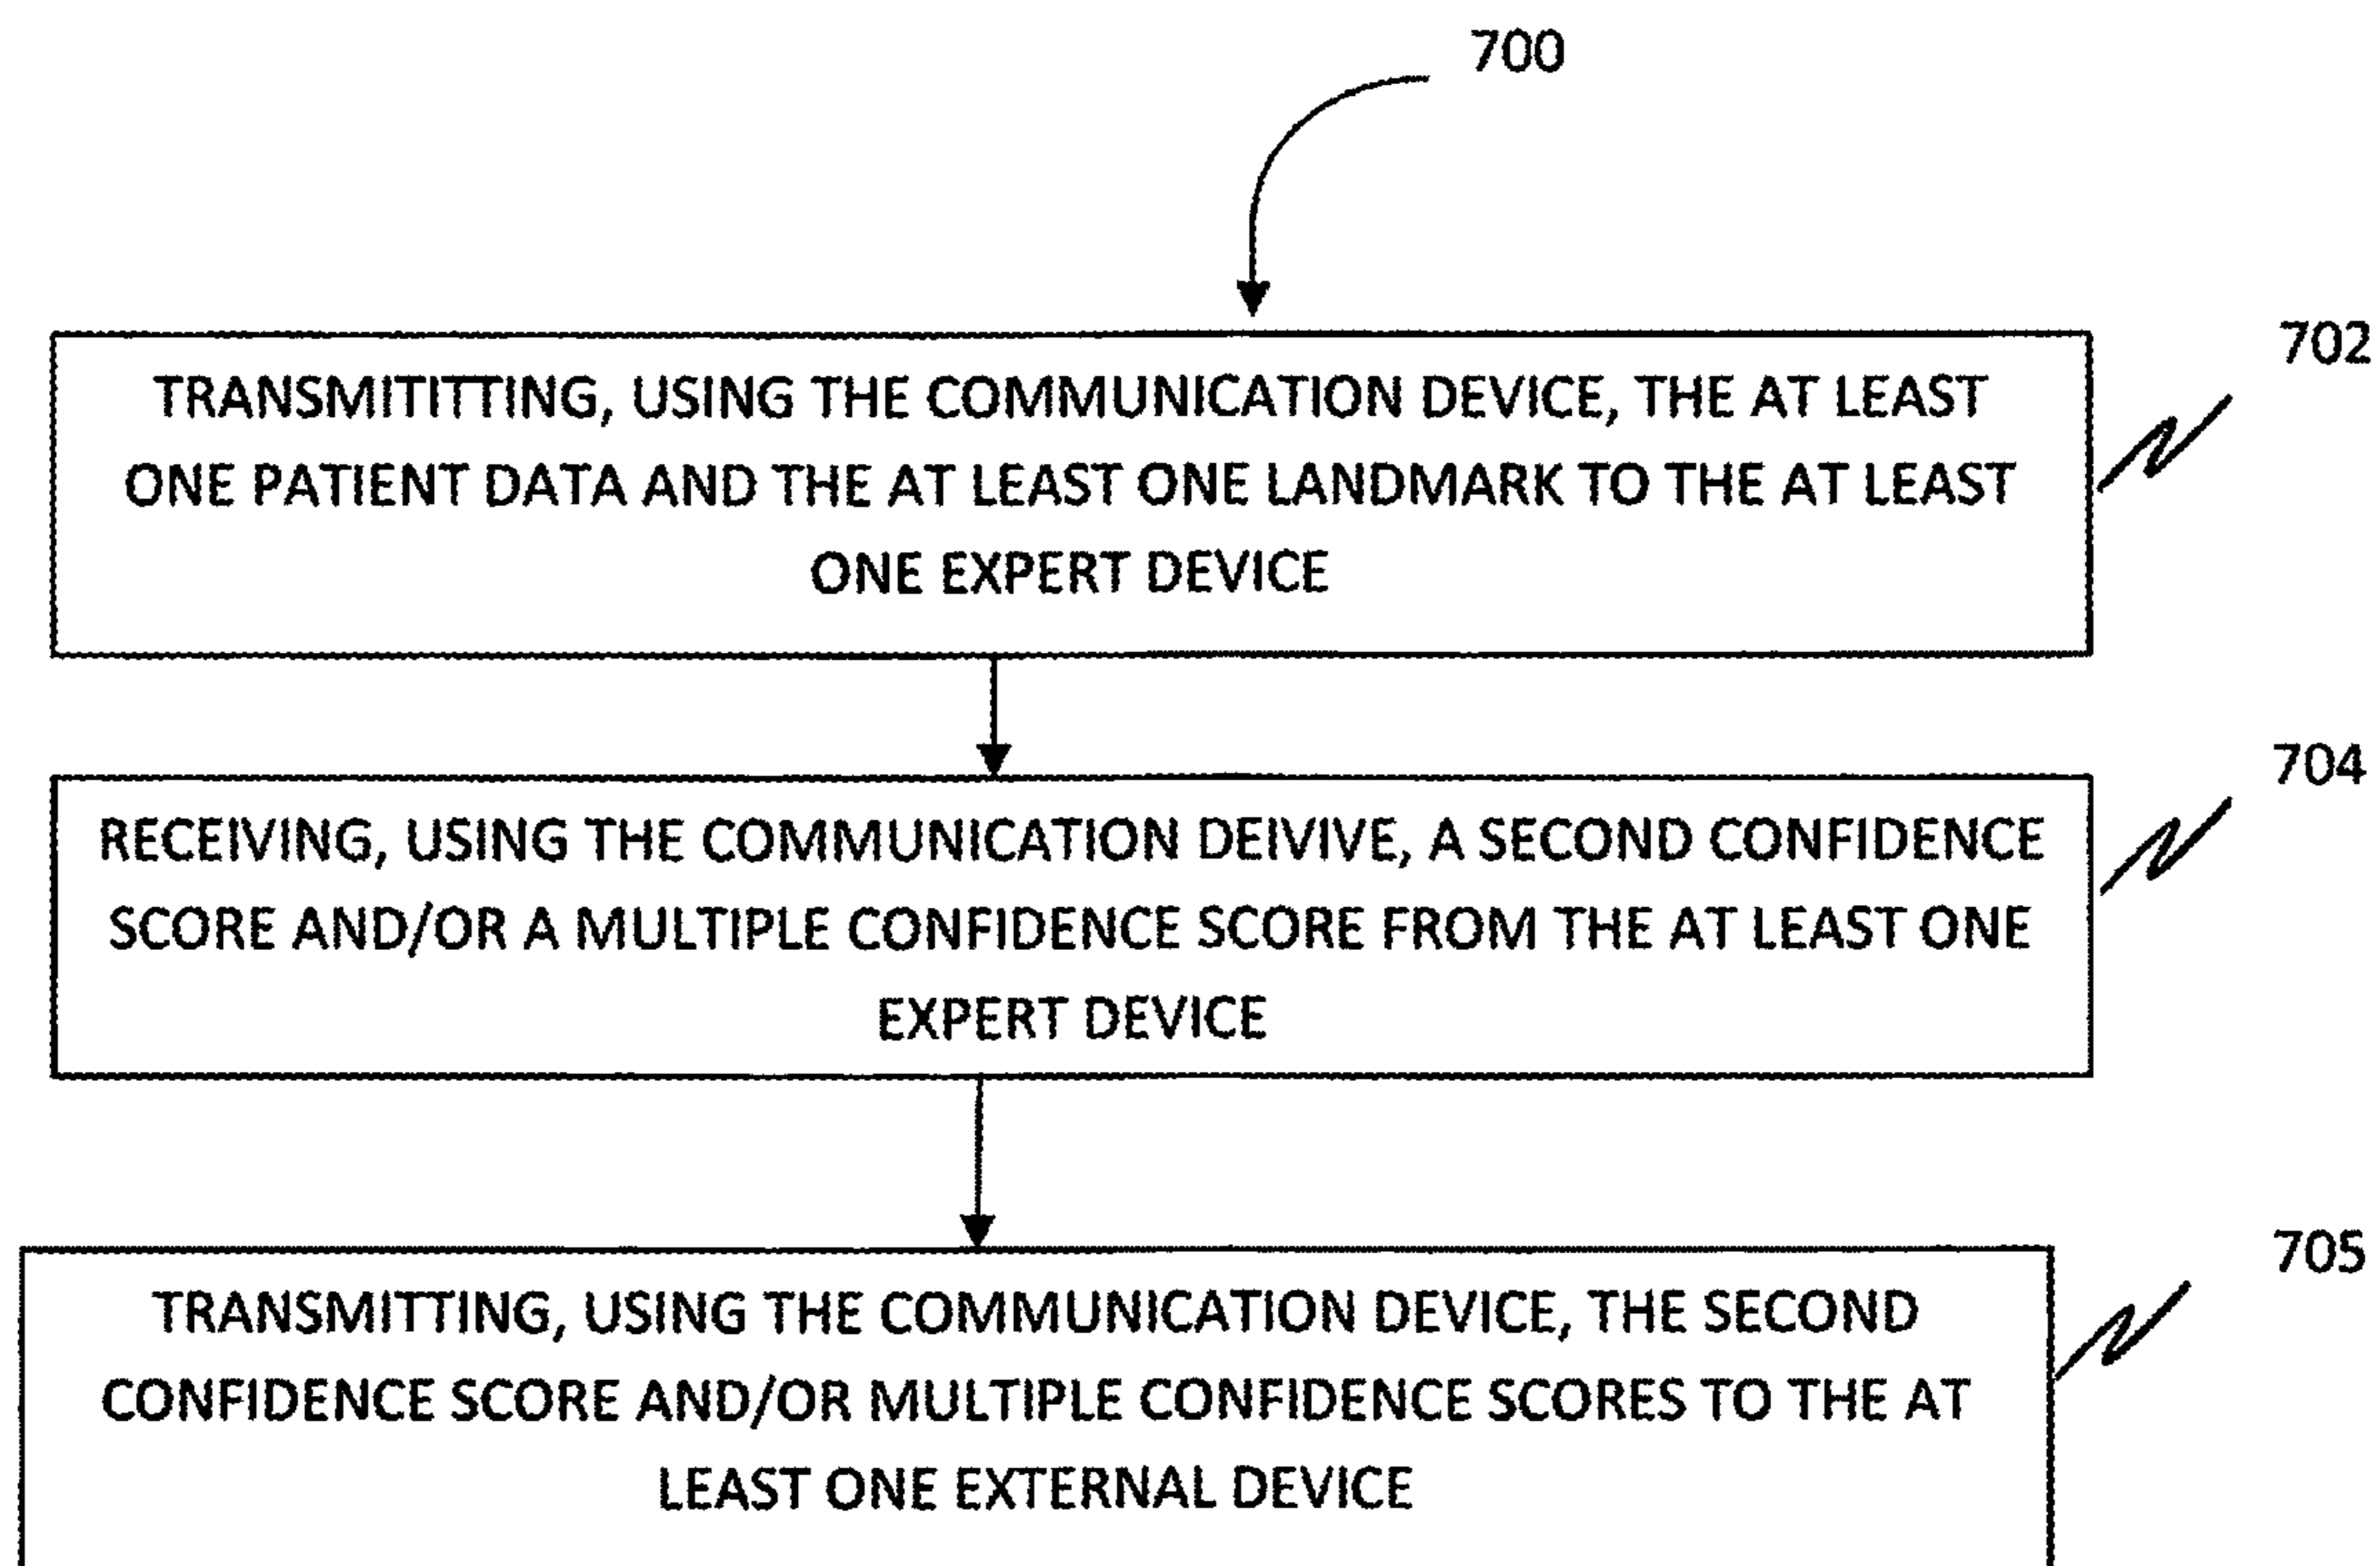 700
702
TRANSMITITTING, USING THE COMMUNICATION DEVICE, THE AT LEAST
ONE PATIENT DATA AND THE AT LEAST ONE LANDMARK TO THE AT LEAST
ONE EXPERT DEVICE
704
RECEIVING, USING THE COMMUNICATION DEIVIVE, A SECOND CONFIDENCE
SCORE AND/OR A MULTIPLE CONFIDENCE SCORE FROM THE AT LEAST ONE
EXPERT DEVICE
705
TRANSMITTING, USING THE COMMUNICATION DEVICE, THE SECOND
CONFIDENCE SCORE AND/OR MULTIPLE CONFIDENCE SCORES TO THE AT
LEAST ONE EXTERNAL DEVICE